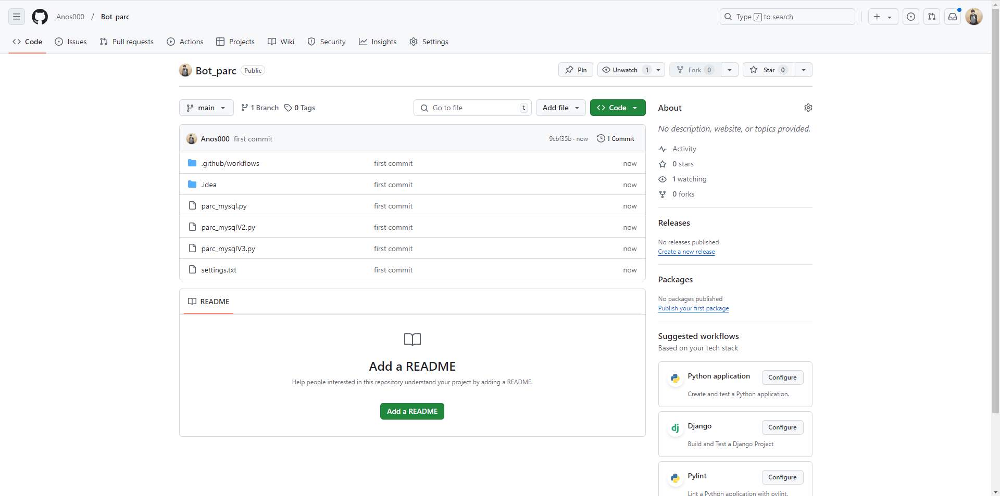 Anos000 / Bot_parc
Type / to search
Code Issues Pull requests Actions Projects Wiki Security Insights Settings
Bot_parc Public
Pin Unwatch 1 Fork 0 Star 0
main 1 Branch 0 Tags
Go to file t
Add file Code
About
No description, website, or topics provided.
Activity
0 stars
1 watching
0 forks
Anos000 first commit 9cbf35b · now 1 Commit
.github/workflows first commit now
.idea first commit now
parc_mysql.py first commit now
parc_mysqlV2.py first commit now
parc_mysqlV3.py first commit now
settings.txt first commit now
README
Add a README
Help people interested in this repository understand your project by adding a README.
Add a README
Releases
No releases published
Create a new release
Packages
No packages published
Publish your first package
Suggested workflows
Based on your tech stack
Python application Configure
Create and test a Python application.
dj Django Configure
Build and Test a Django Project
Pylint Configure
Lint a Python application with pylint.